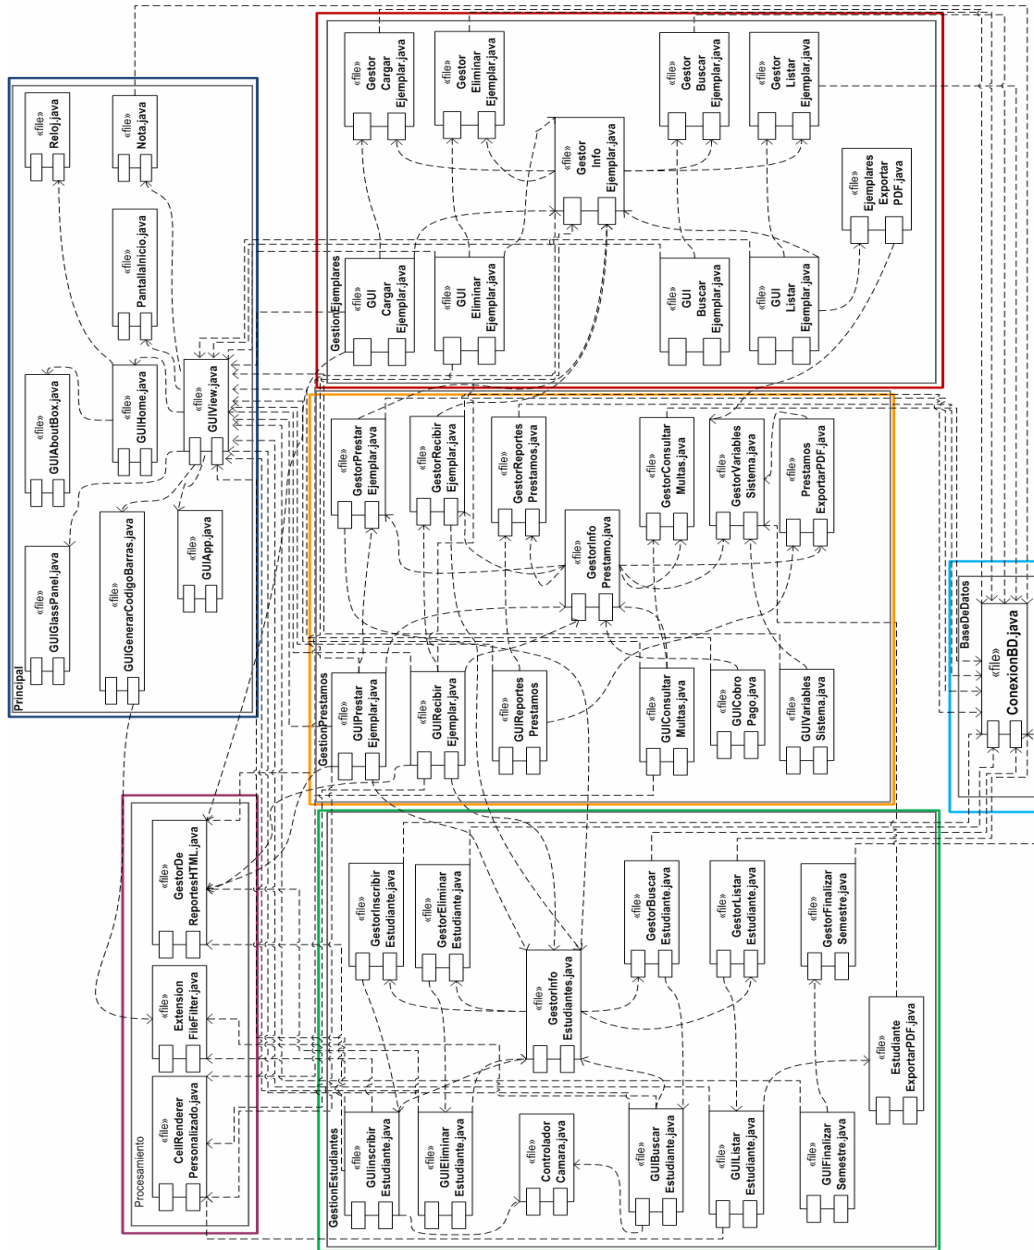 Principal
«file»
Reloj.java
«file»
Nota.java
«file»
PantallaInicio.java
«file»
GUIAboutBox.java
«file»
GUIHome.java
«file»
GUIView.java
«file»
GUIGlassPanel.java
«file»
GUIGenerarCodigoBarras.java
«file»
GUIApp.java
GestionEjemplares
«file»
Gestor
Cargar
Ejemplar.java
«file»
Gestor
Eliminar
Ejemplar.java
«file»
Gestor
Info
Ejemplar.java
«file»
Gestor
Buscar
Ejemplar.java
«file»
Gestor
Listar
Ejemplar.java
«file»
Ejemplares
Exportar
PDF.java
«file»
GUI
Cargar
Ejemplar.java
«file»
GUI
Eliminar
Ejemplar.java
«file»
GUI
Buscar
Ejemplar.java
«file»
GUI
Listar
Ejemplar.java
GestionPrestamos
«file»
GestorPrestar
Ejemplar.java
«file»
GestorRecibir
Ejemplar.java
«file»
GestorReportes
Prestamos.java
«file»
GestorInfo
Prestamo.java
«file»
GestorConsultar
Multas.java
«file»
GestorVariables
Sistema.java
«file»
Prestamos
ExportarPDF.java
«file»
GUIPrestar
Ejemplar.java
«file»
GUIRecibir
Ejemplar.java
«file»
GUIReportes
Prestamos
«file»
GUIConsultar
Multas.java
«file»
GUICobro
Pago.java
«file»
GUIVariables
Sistema.java
BaseDeDatos
«file»
ConexionBD.java
Procesamiento
«file»
GestorDe
ReportesHTML.java
«file»
Extension
FileFilter.java
«file»
CellRenderer
Personalizado.java
GestionEstudiantes
«file»
GestorInscribir
Estudiante.java
«file»
GestorEliminar
Estudiante.java
«file»
GestorInfo
Estudiantes.java
«file»
GestorBuscar
Estudiante.java
«file»
GestorListar
Estudiante.java
«file»
GestorFinalizar
Semestre.java
«file»
GUIinscribir
Estudiante.java
«file»
GUIEliminar
Estudiante.java
«file»
Controlador
Camara.java
«file»
GUIBuscar
Estudiante.java
«file»
GUIListar
Estudiante.java
«file»
GUIFinalizar
Semestre.java
«file»
Estudiante
ExportarPDF.java